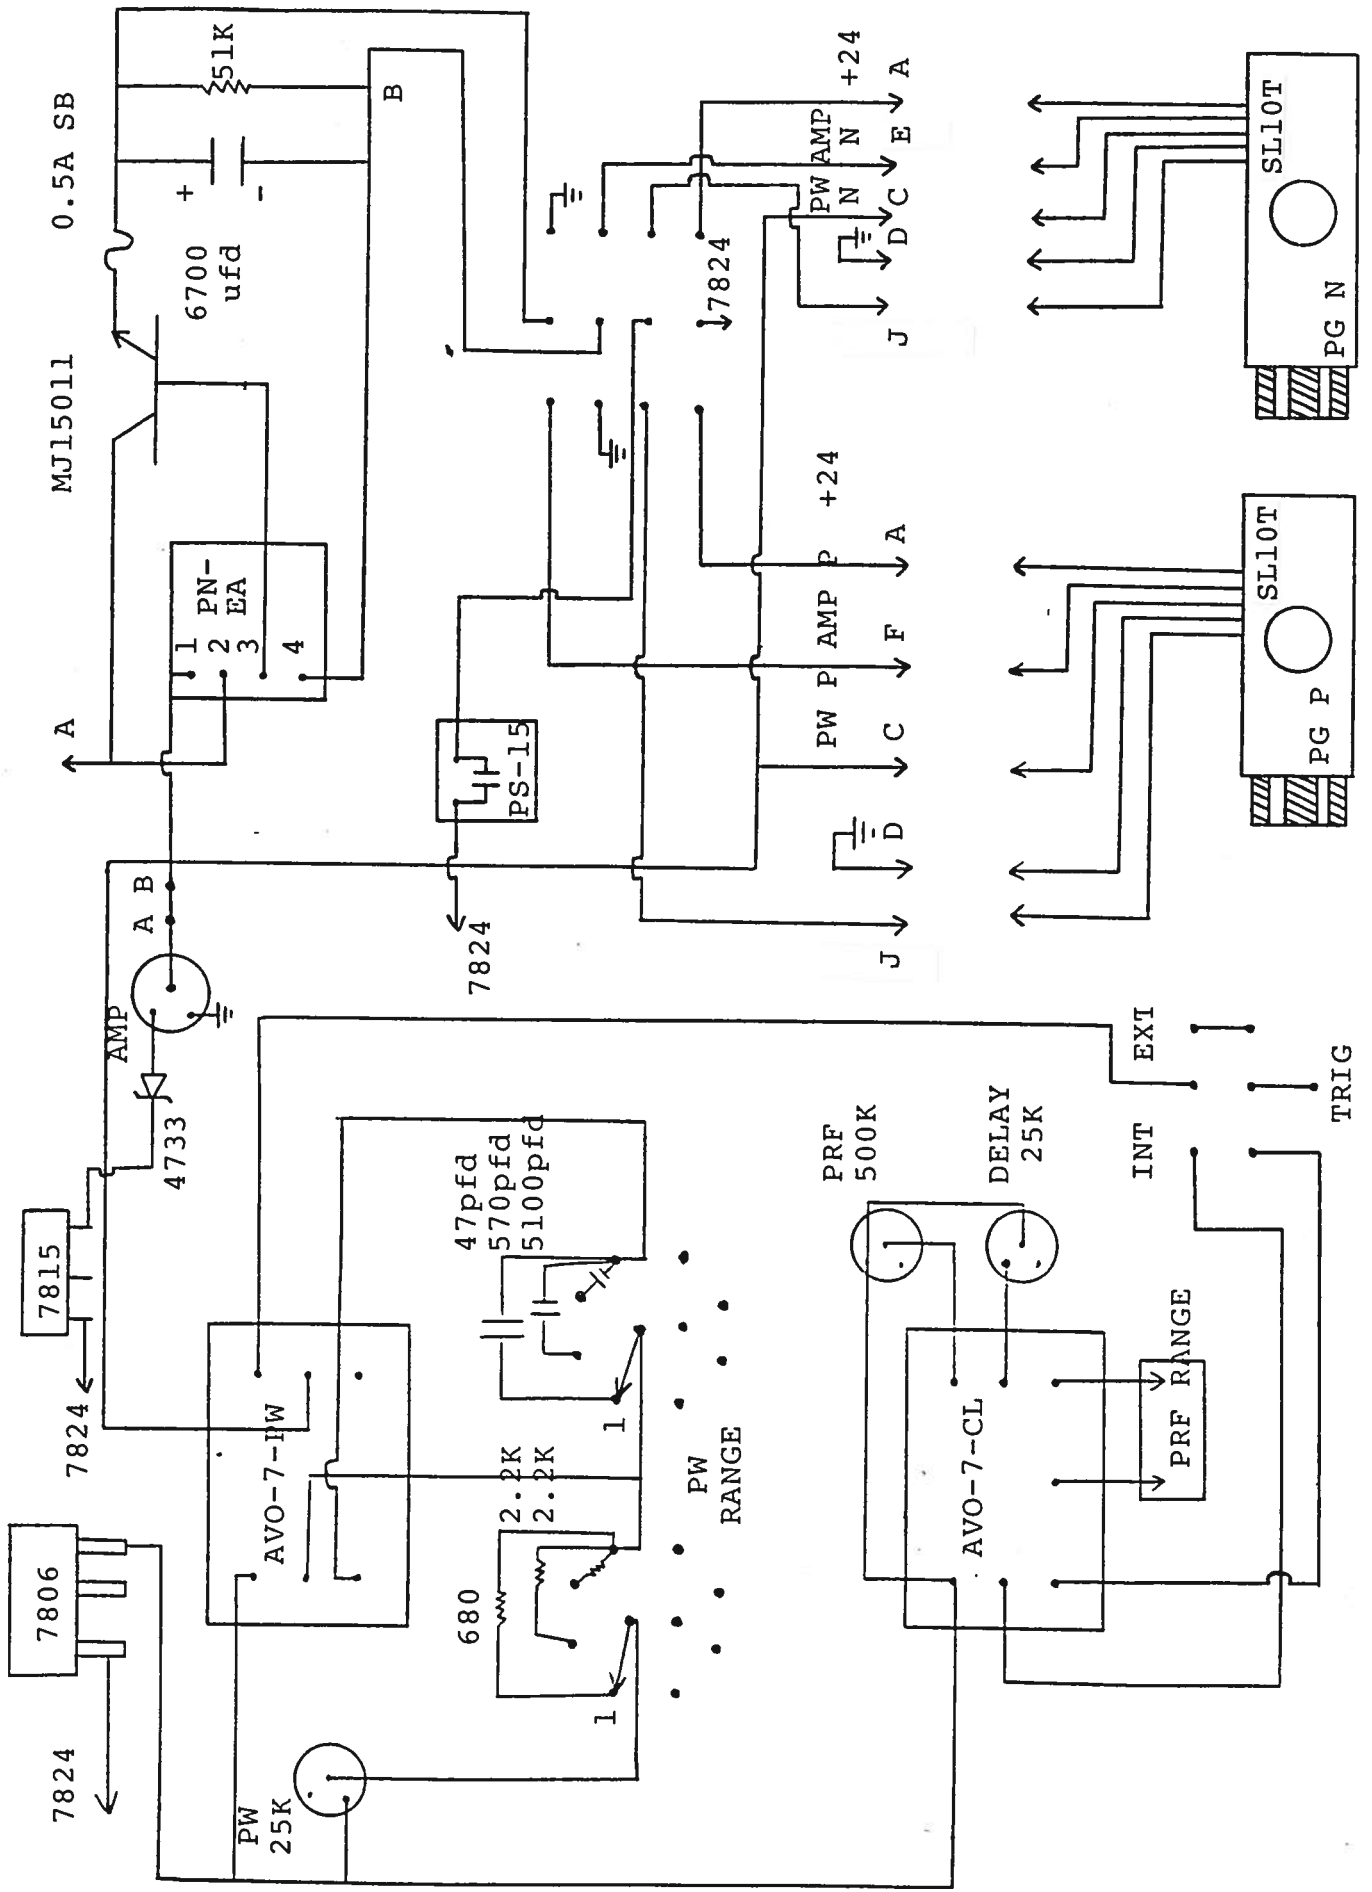 7824
7806
7824
7815
4733
AMP
A B
A
MJ15011
0.5A SB
PW
25K
AVO-7-PW
1
2
3
4
PN-
EA
6700
ufd
+
-
51K
B
680
2.2K
2.2K
1
1
47pfd
570pfd
5100pfd
PW
RANGE
7824
PS-15
7824
PRF
500K
DELAY
25K
AVO-7-CL
PRF RANGE
INT
EXT
TRIG
PW P
AMP P
+24
J
D
C
F
A
PW
N
AMP
N
+24
J
D
C
E
A
PG P
SL10T
PG N
SL10T